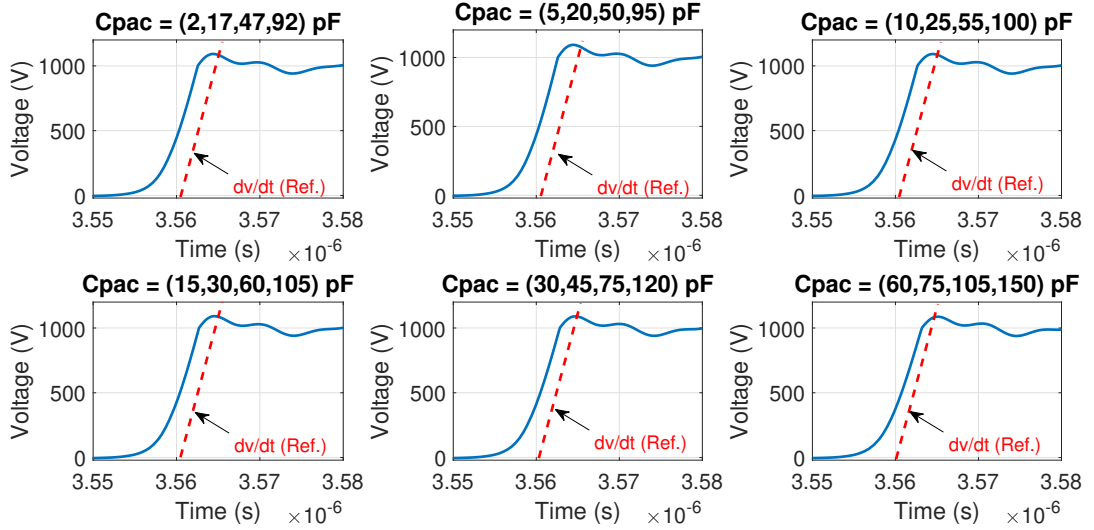 Cpac = (2,17,47,92) pF
Voltage (V)
1000
500
0
dv/dt (Ref.)
3.55 3.56 3.57 3.58
Time (s) ×10-6
Cpac = (5,20,50,95) pF
Voltage (V)
1000
500
0
dv/dt (Ref.)
3.55 3.56 3.57 3.58
Time (s) ×10-6
Cpac = (10,25,55,100) pF
Voltage (V)
1000
500
0
dv/dt (Ref.)
3.55 3.56 3.57 3.58
Time (s) ×10-6
Cpac = (15,30,60,105) pF
Voltage (V)
1000
500
0
dv/dt (Ref.)
3.55 3.56 3.57 3.58
Time (s) ×10-6
Cpac = (30,45,75,120) pF
Voltage (V)
1000
500
0
dv/dt (Ref.)
3.55 3.56 3.57 3.58
Time (s) ×10-6
Cpac = (60,75,105,150) pF
Voltage (V)
1000
500
0
dv/dt (Ref.)
3.55 3.56 3.57 3.58
Time (s) ×10-6